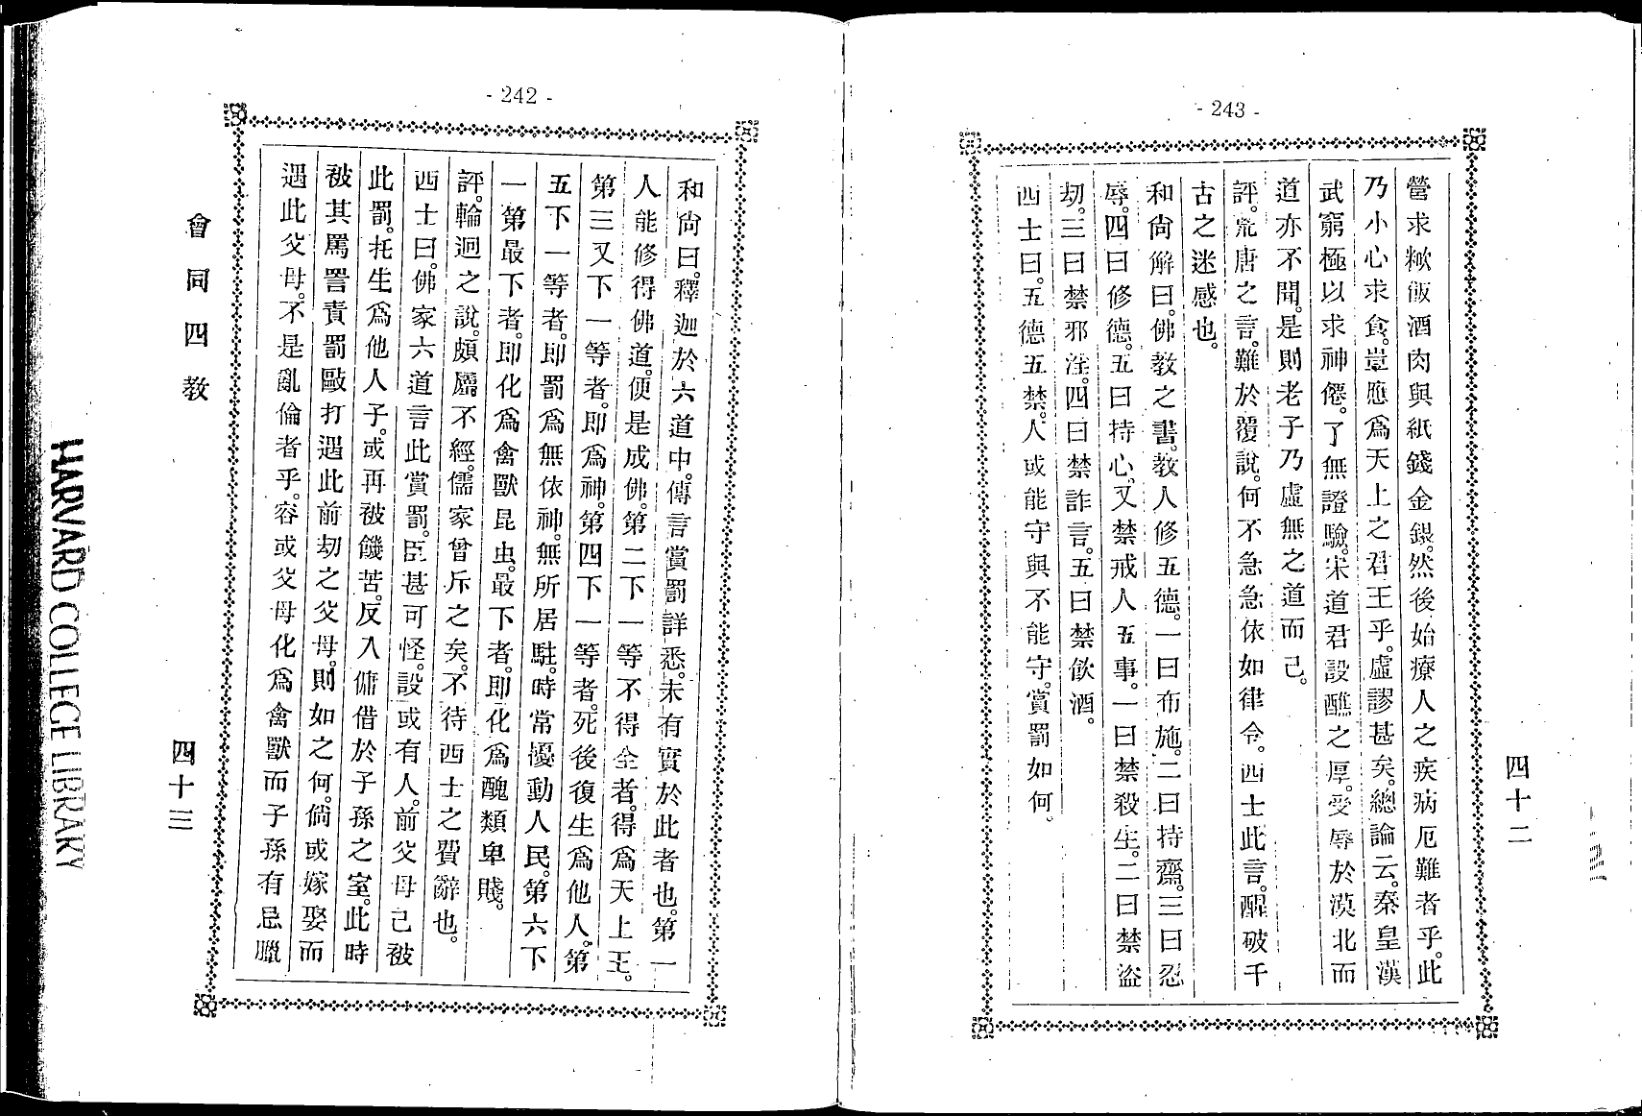 - 243 -
四十二
營求粢飯酒肉與紙錢金銀。然後始療人之疾病厄難者乎。此
乃小心求食。豈應爲天上之君王乎。虛謬甚矣。總論云。秦皇漢
武窮極以求神僊。了無證驗。宋道君設醮之厚。受辱於漠北而
道亦不聞。是則老子乃虛無之道而己。
評。荒唐之言。難於覆說。何不急急依如律令。西士此言。醒破千
古之迷感也。
和尙解曰。佛教之書。教人修五德。一曰布施。二曰持齋。三曰忍
辱。四曰修德。五曰持心。又禁戒人五事。一曰禁殺生。二曰禁盜
刧。三曰禁邪淫。四曰禁詐言。五曰禁飲酒。
西士曰。五德五禁。人或能守與不能守。賞罰如何。
- 242 -
和尙曰。釋迦於六道中。傳言賞罰詳悉。未有實於此者也。第一
人能修得佛道。便是成佛。第二下一等不得全者。得爲天上王。
第三又下一等者。即爲神。第四下一等者。死後復生爲他人。第
五下一等者。即罰爲無依神。無所居駐。時常擾動人民。第六下
一第最下者。即化爲禽獸昆虫。最下者。即化爲醜類卑賤。
評。輪迴之說。頗屬不經。儒家曾斥之矣。不待西士之費辭也。
西士曰。佛家六道言此賞罰。臣甚可怪。設或有人。前父母己被
此罰。托生爲他人子。或再被饑苦。反入傭借於子孫之室。此時
被其罵詈責罰毆打遇此前刧之父母。則如之何。倘或嫁娶而
遇此父母。不是亂倫者乎。容或父母化爲禽獸而子孫有忌臘
會同四教
四十三
HARVARD COLLEGE LIBRARY